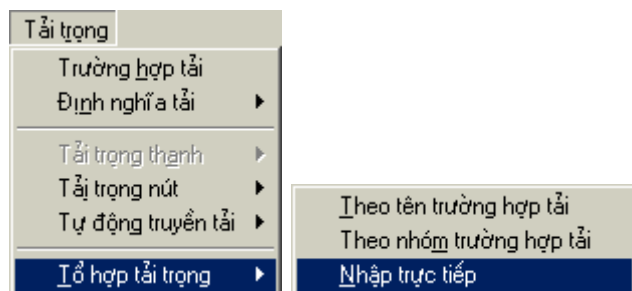 Tải trọng
Trường hợp tải
Định nghĩa tải
Tải trọng thanh
Tải trọng nút
Tự động truyền tải
Tổ hợp tải trọng
Theo tên trường hợp tải
Theo nhóm trường hợp tải
Nhập trực tiếp